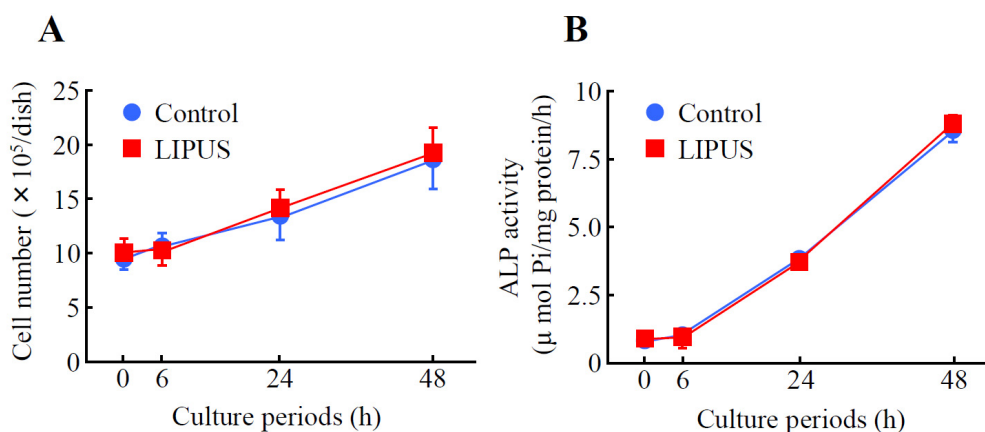 A
Cell number ( × 10⁵/dish)
25
20
15
10
5
0
Control
LIPUS
0 6 24 48
Culture periods (h)
B
ALP activity
(μ mol Pi/mg protein/h)
10
7.5
5.0
2.5
0
Control
LIPUS
0 6 24 48
Culture periods (h)